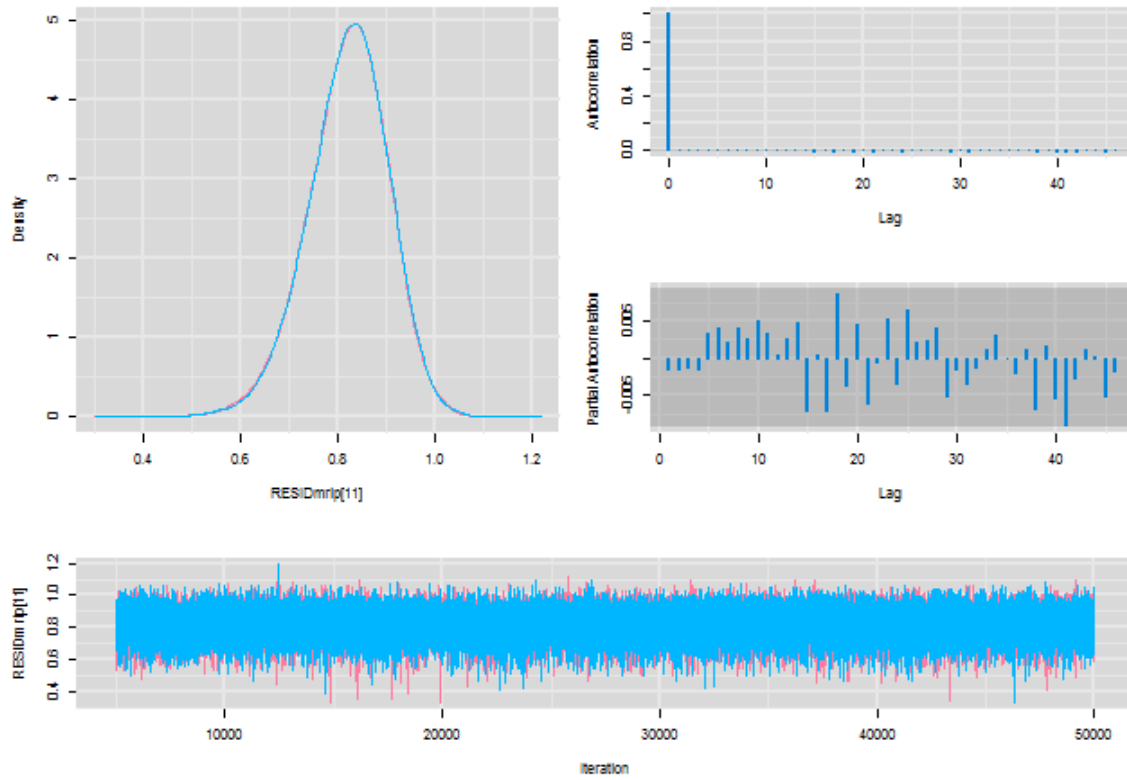 5
4
3
2
1
0
Density
0.4 0.6 0.8 1.0 1.2
RESIDmrip[11]
0.8
0.4
0.0
Autocorrelation
0 10 20 30 40
Lag
0.005
-0.005
Partial Autocorrelation
0 10 20 30 40
Lag
1.2
1.0
0.8
0.6
0.4
RESIDmrip[11]
10000 20000 30000 40000 50000
Iteration